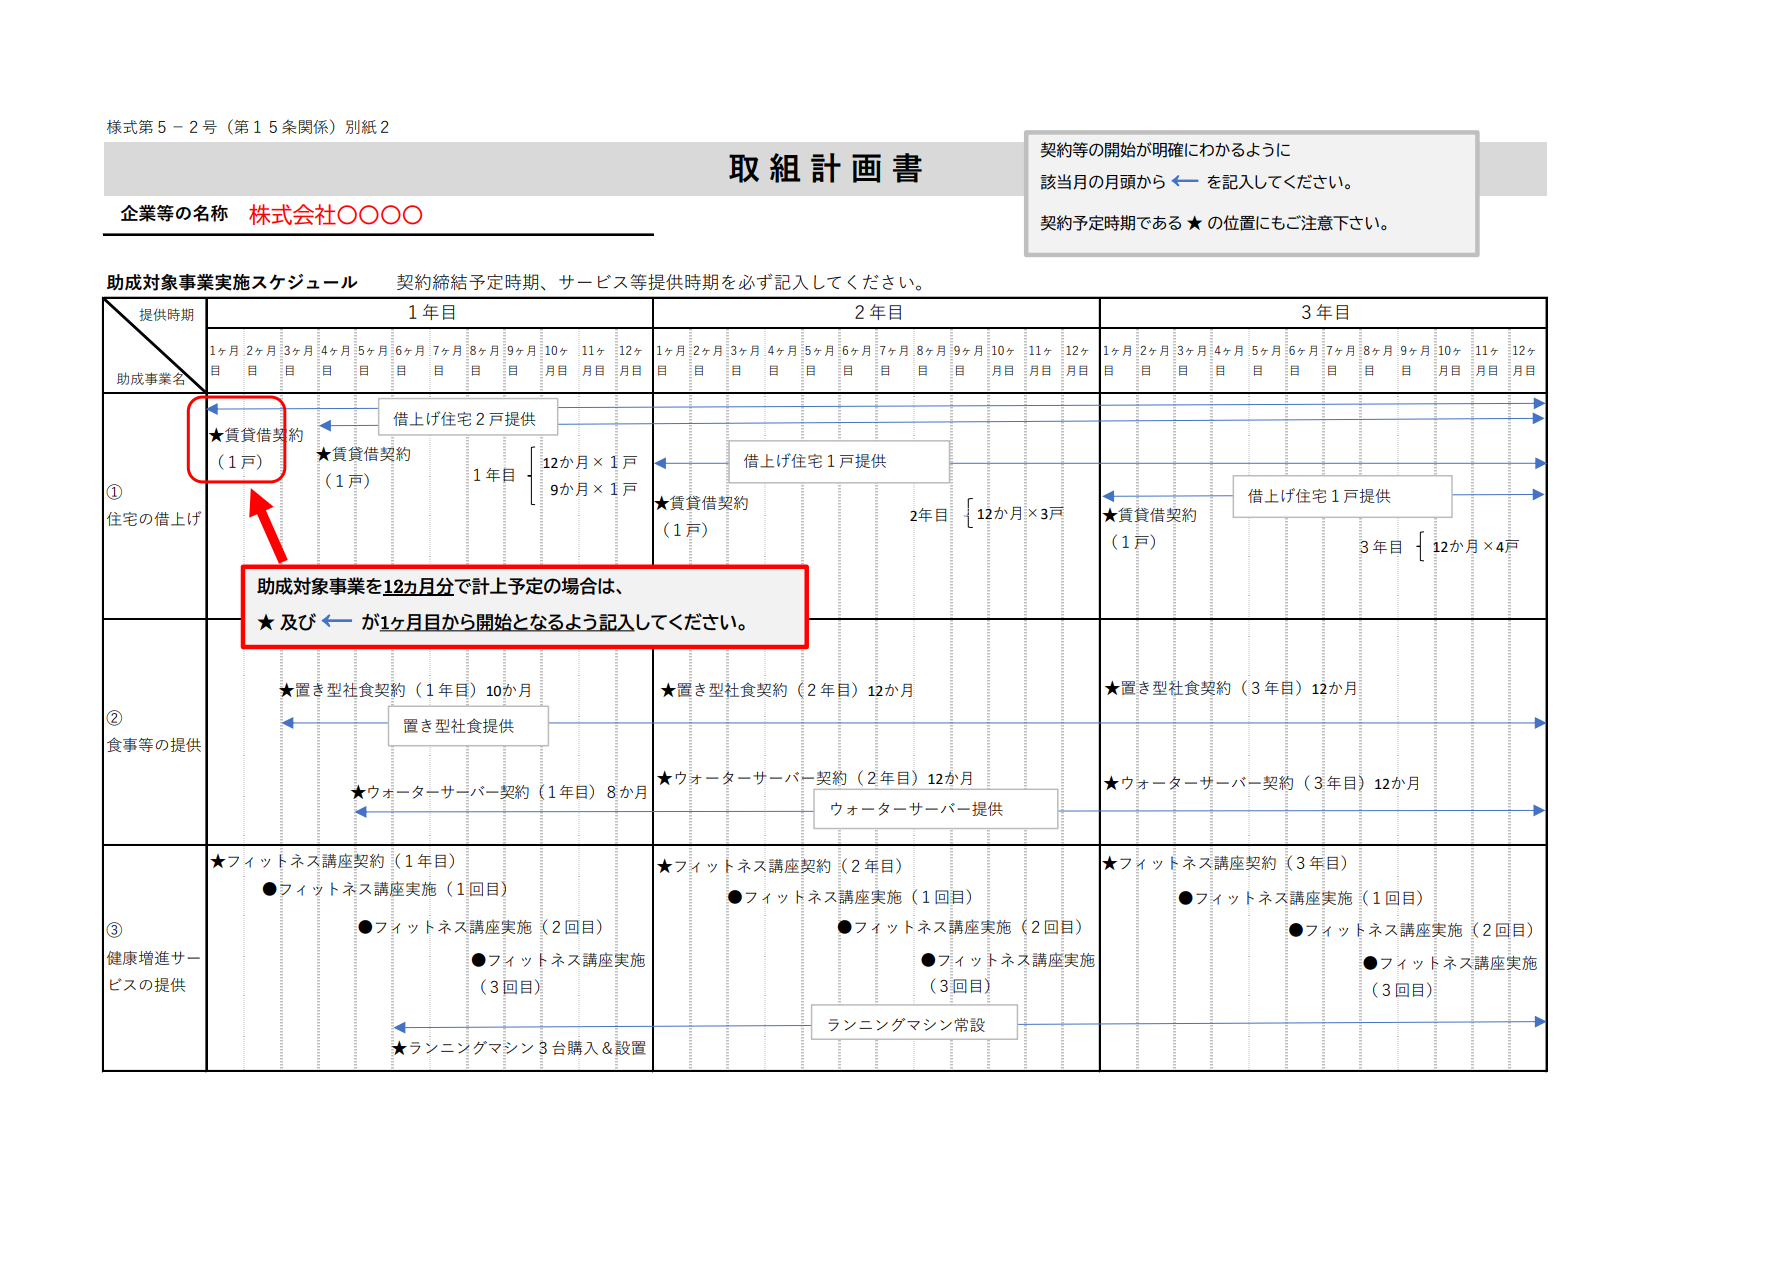 様式第５－２号（第１５条関係）別紙２
取 組 計 画 書
契約等の開始が明確にわかるように
該当月の月頭から ← を記入してください。
契約予定時期である ★ の位置にもご注意下さい。
企業等の名称　株式会社〇〇〇〇
助成対象事業実施スケジュール　契約締結予定時期、サービス等提供時期を必ず記入してください。
提供時期
助成事業名
１年目　２年目　３年目
1ヶ月目 2ヶ月目 3ヶ月目 4ヶ月目 5ヶ月目 6ヶ月目 7ヶ月目 8ヶ月目 9ヶ月目 10ヶ月目 11ヶ月目 12ヶ月目 1ヶ月目 2ヶ月目 3ヶ月目 4ヶ月目 5ヶ月目 6ヶ月目 7ヶ月目 8ヶ月目 9ヶ月目 10ヶ月目 11ヶ月目 12ヶ月目 1ヶ月目 2ヶ月目 3ヶ月目 4ヶ月目 5ヶ月目 6ヶ月目 7ヶ月目 8ヶ月目 9ヶ月目 10ヶ月目 11ヶ月目 12ヶ月目
①
住宅の借上げ
借上げ住宅２戸提供
★賃貸借契約
（１戸）
★賃貸借契約
（１戸）
１年目
12か月×１戸
9か月×１戸
借上げ住宅１戸提供
★賃貸借契約
（１戸）
2年目
12か月×3戸
借上げ住宅１戸提供
★賃貸借契約
（１戸）
３年目
12か月×4戸
助成対象事業を12ヵ月分で計上予定の場合は、
★ 及び ← が1ヶ月目から開始となるよう記入してください。
②
食事等の提供
★置き型社食契約（１年目）10か月
★置き型社食契約（２年目）12か月
★置き型社食契約（３年目）12か月
置き型社食提供
★ウォーターサーバー契約（１年目）８か月
★ウォーターサーバー契約（２年目）12か月
★ウォーターサーバー契約（３年目）12か月
ウォーターサーバー提供
③
健康増進サー
ビスの提供
★フィットネス講座契約（１年目）
●フィットネス講座実施（１回目）
●フィットネス講座実施（２回目）
●フィットネス講座実施
（３回目）
★フィットネス講座契約（２年目）
●フィットネス講座実施（１回目）
●フィットネス講座実施（２回目）
●フィットネス講座実施
（３回目）
★フィットネス講座契約（３年目）
●フィットネス講座実施（１回目）
●フィットネス講座実施（２回目）
●フィットネス講座実施
（３回目）
ランニングマシン常設
★ランニングマシン３台購入＆設置